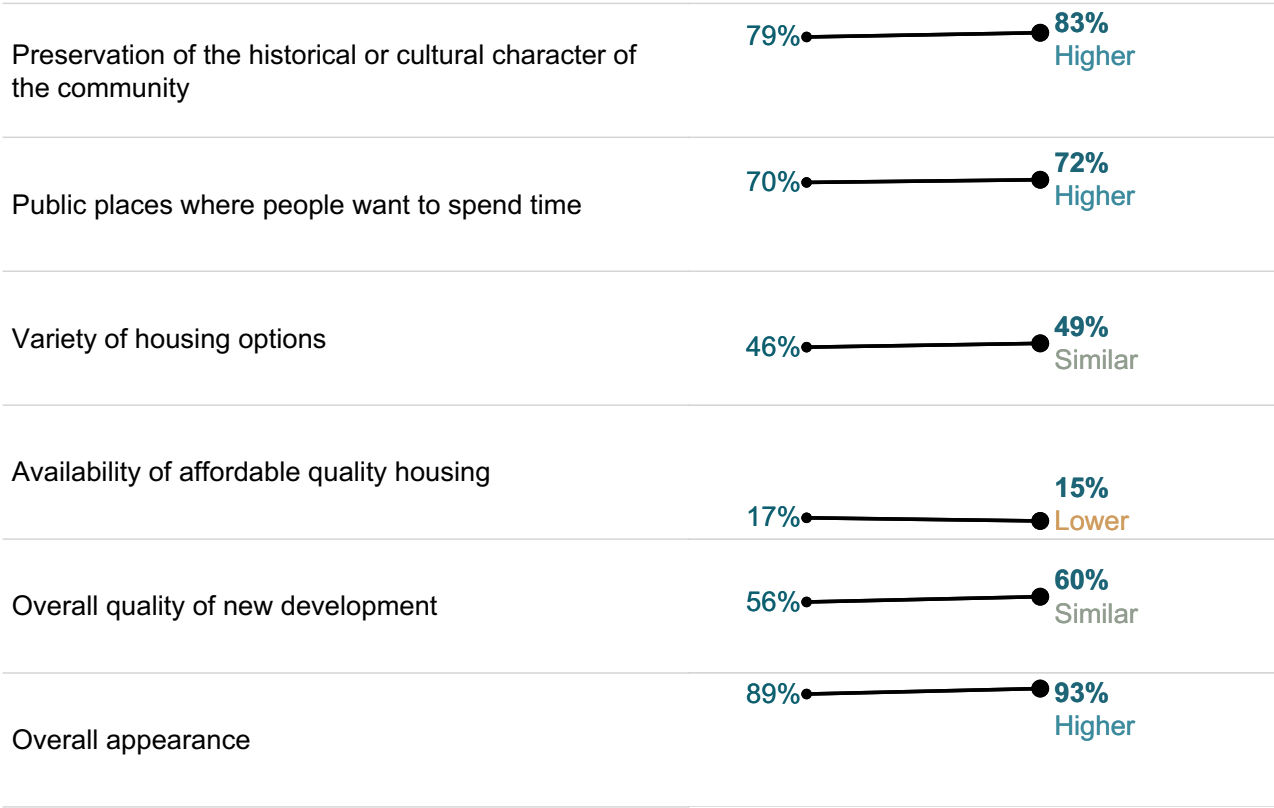 Preservation of the historical or cultural character of
the community
79%
83%
Higher
Public places where people want to spend time
70%
72%
Higher
Variety of housing options
46%
49%
Similar
Availability of affordable quality housing
17%
15%
Lower
Overall quality of new development
56%
60%
Similar
Overall appearance
89%
93%
Higher